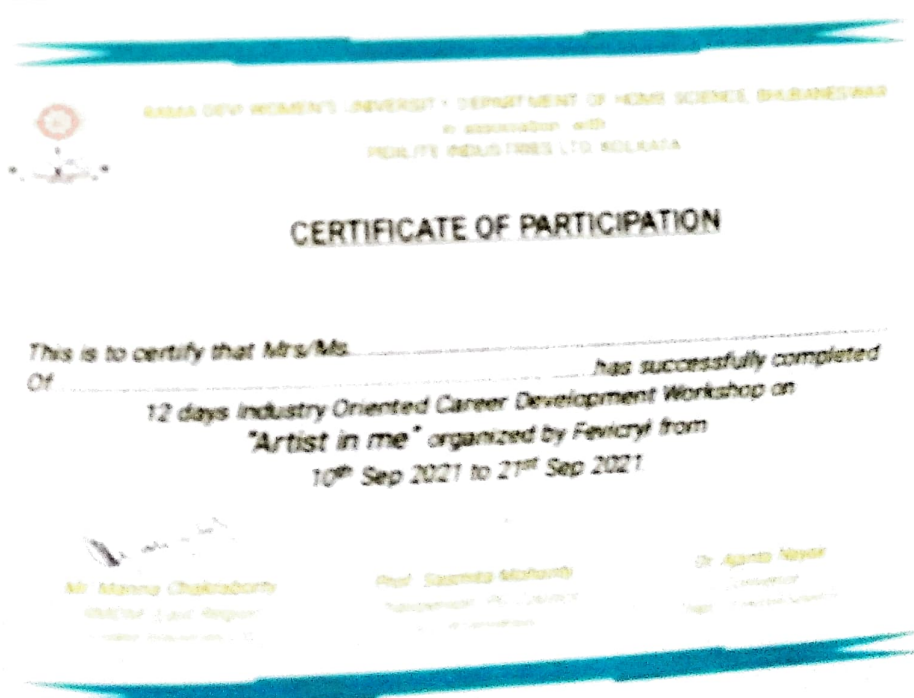 RAMA DEVI WOMEN'S UNIVERSITY DEPARTMENT OF HOME SCIENCE, BHUBANESWAR
in association with
PIDILITE INDUSTRIES LTD. KOLKATA
CERTIFICATE OF PARTICIPATION
This is to certify that Mrs/Ms.
Of has successfully completed
12 days Industry Oriented Career Development Workshop on
"Artist in me" organized by Fevicryl from
10th Sep 2021 to 21st Sep 2021
Mr. Manna Chakraborty
Prof. Sasmita Mohanty
Dr Ajanta Nayak